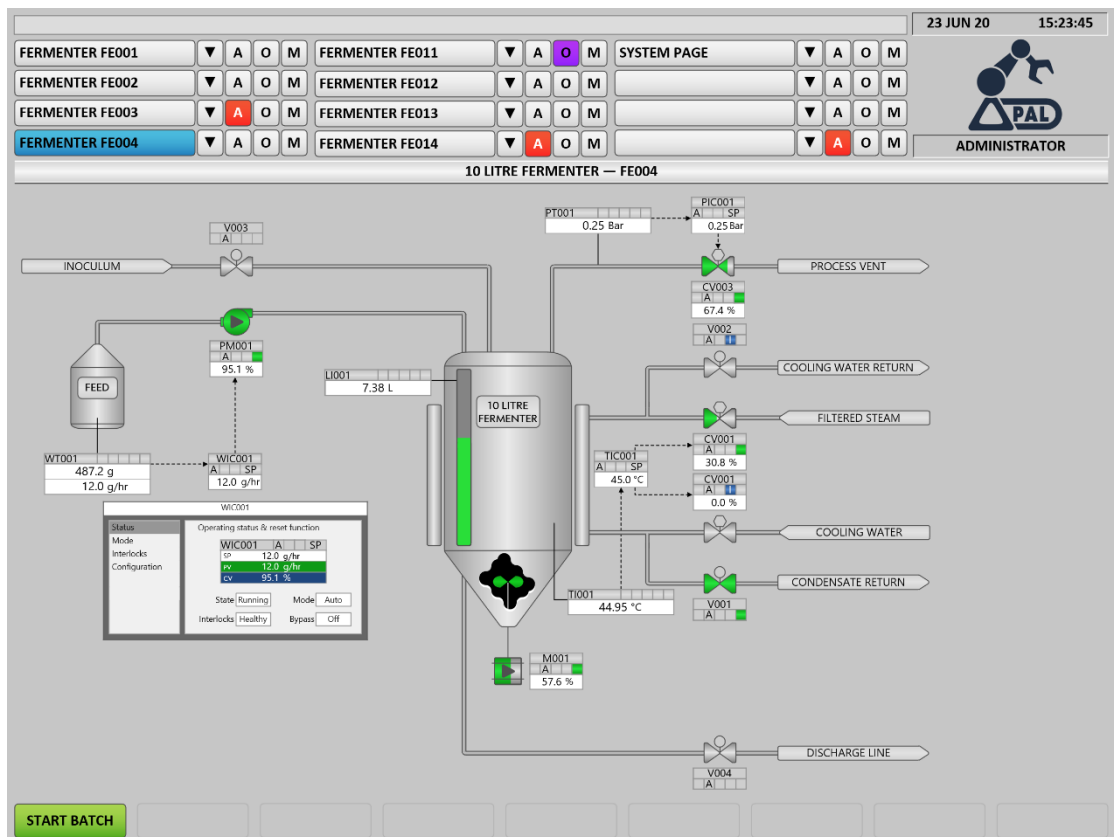 23 JUN 20 15:23:45
FERMENTER FE001 ▼ A O M FERMENTER FE011 ▼ A O M SYSTEM PAGE ▼ A O M
FERMENTER FE002 ▼ A O M FERMENTER FE012 ▼ A O M ▼ A O M
FERMENTER FE003 ▼ A O M FERMENTER FE013 ▼ A O M ▼ A O M
FERMENTER FE004 ▼ A O M FERMENTER FE014 ▼ A O M ▼ A O M
PAL
ADMINISTRATOR
10 LITRE FERMENTER — FE004
PIC001
A SP
0.25 Bar
PT001
0.25 Bar
V003
A
INOCULUM
PROCESS VENT
CV003
A
67.4 %
V002
A
PM001
A
95.1 %
COOLING WATER RETURN
LI001
7.38 L
FEED
10 LITRE
FERMENTER
FILTERED STEAM
CV001
A
30.8 %
TIC001
A SP
45.0 °C
CV001
A
0.0 %
WT001
487.2 g
12.0 g/hr
WIC001
A SP
12.0 g/hr
WIC001
Status
Mode
Interlocks
Configuration
Operating status & reset function
WIC001 A SP
SP 12.0 g/hr
PV 12.0 g/hr
CV 95.1 %
State Running Mode Auto
Interlocks Healthy Bypass Off
COOLING WATER
CONDENSATE RETURN
TI001
44.95 °C
V001
A
M001
A
57.6 %
DISCHARGE LINE
V004
A
START BATCH